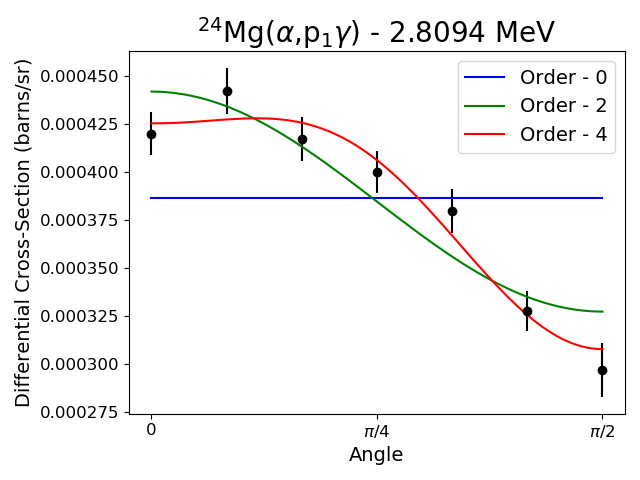 ²⁴Mg(α,p₁γ) - 2.8094 MeV
Differential Cross-Section (barns/sr)
0.000450
0.000425
0.000400
0.000375
0.000350
0.000325
0.000300
0.000275
Order - 0
Order - 2
Order - 4
0
π/4
π/2
Angle